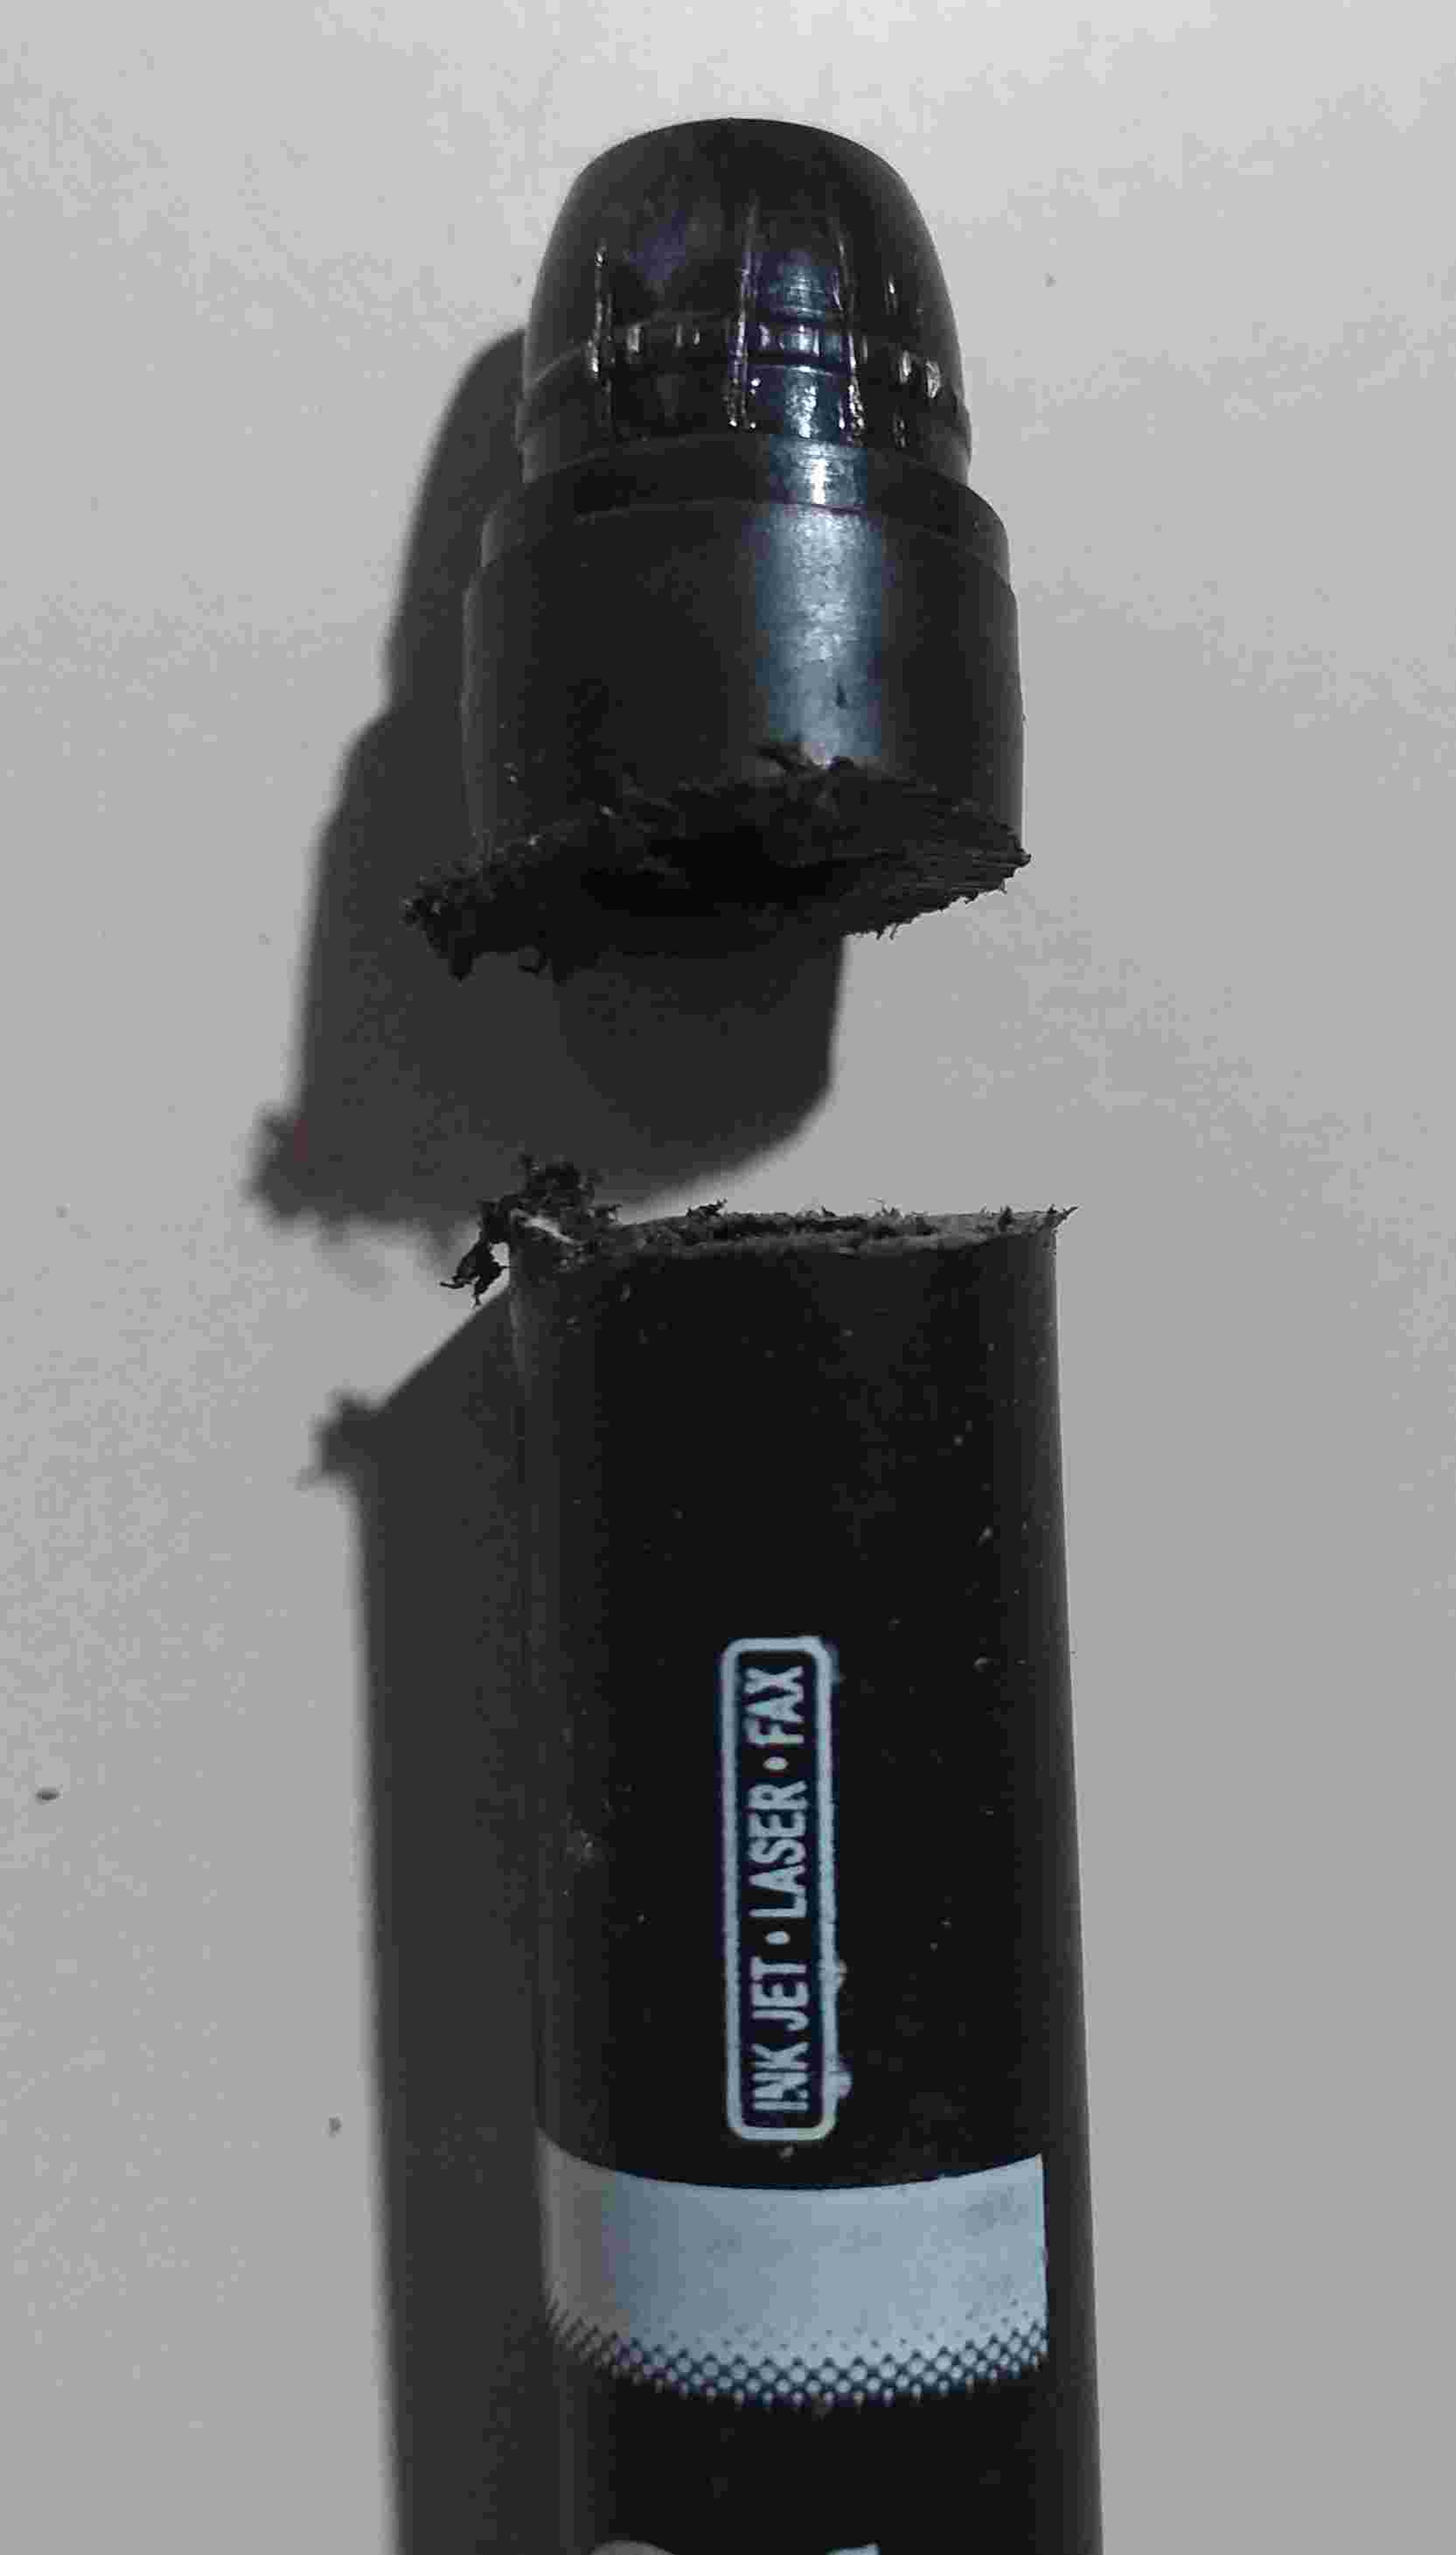 INK JET • LASER • FAX